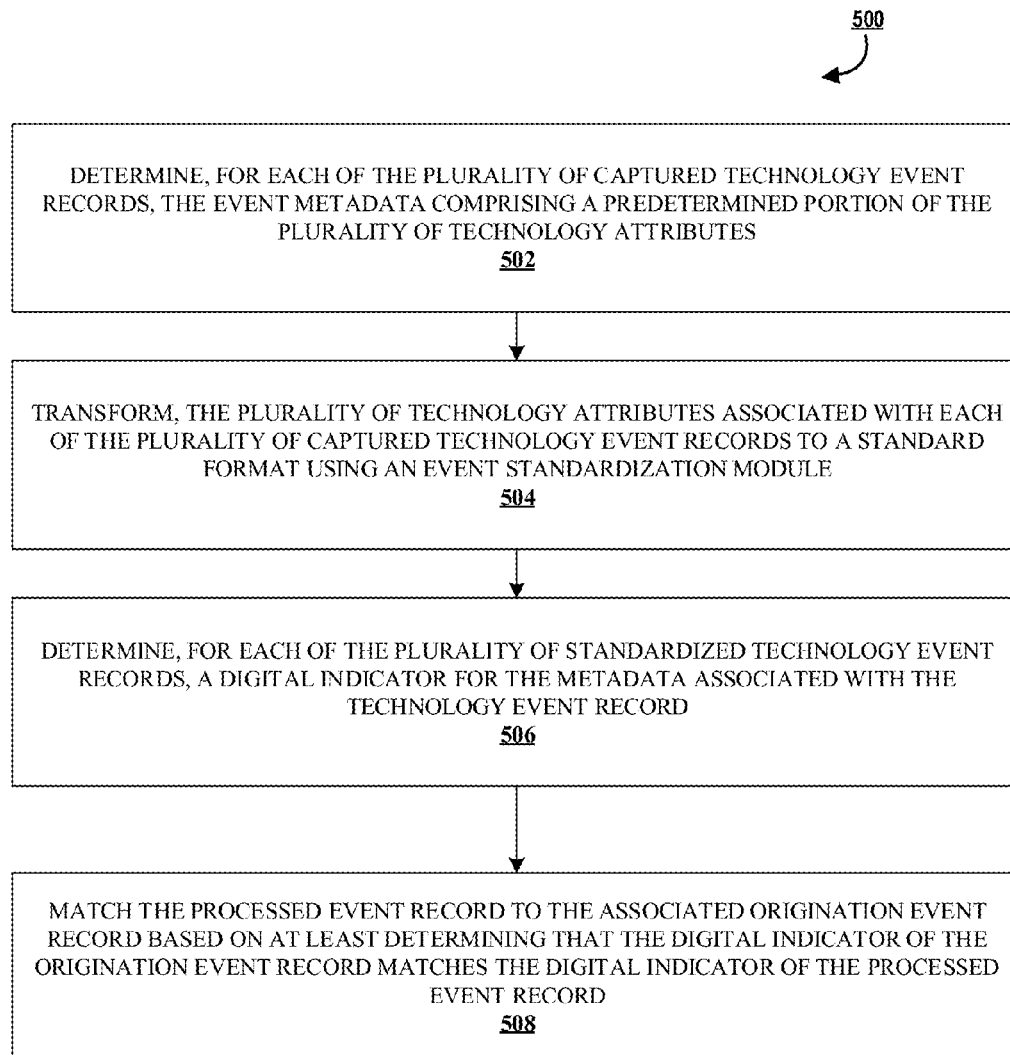 500
DETERMINE, FOR EACH OF THE PLURALITY OF CAPTURED TECHNOLOGY EVENT
RECORDS, THE EVENT METADATA COMPRISING A PREDETERMINED PORTION OF THE
PLURALITY OF TECHNOLOGY ATTRIBUTES
502
TRANSFORM, THE PLURALITY OF TECHNOLOGY ATTRIBUTES ASSOCIATED WITH EACH
OF THE PLURALITY OF CAPTURED TECHNOLOGY EVENT RECORDS TO A STANDARD
FORMAT USING AN EVENT STANDARDIZATION MODULE
504
DETERMINE, FOR EACH OF THE PLURALITY OF STANDARDIZED TECHNOLOGY EVENT
RECORDS, A DIGITAL INDICATOR FOR THE METADATA ASSOCIATED WITH THE
TECHNOLOGY EVENT RECORD
506
MATCH THE PROCESSED EVENT RECORD TO THE ASSOCIATED ORIGINATION EVENT
RECORD BASED ON AT LEAST DETERMINING THAT THE DIGITAL INDICATOR OF THE
ORIGINATION EVENT RECORD MATCHES THE DIGITAL INDICATOR OF THE PROCESSED
EVENT RECORD
508